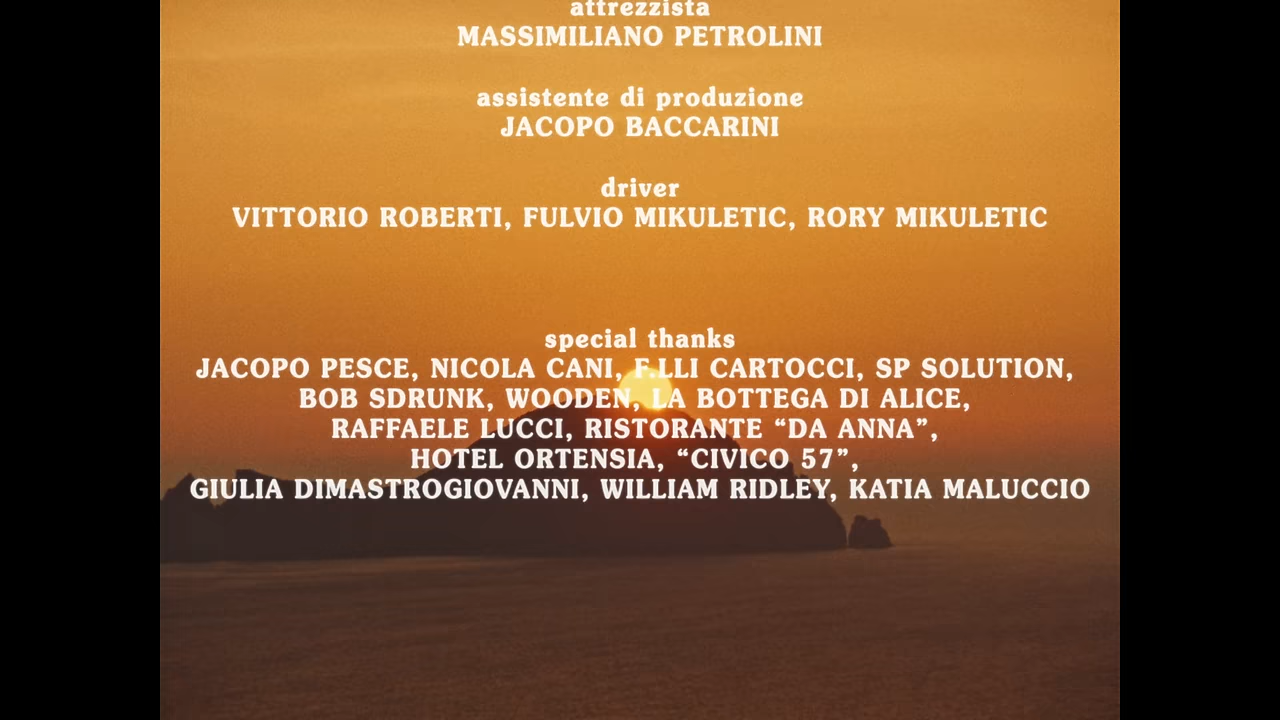 attrezzista
MASSIMILIANO PETROLINI
assistente di produzione
JACOPO BACCARINI
driver
VITTORIO ROBERTI, FULVIO MIKULETIC, RORY MIKULETIC
special thanks
JACOPO PESCE, NICOLA CANI, F.LLI CARTOCCI, SP SOLUTION,
BOB SDRUNK, WOODEN, LA BOTTEGA DI ALICE,
RAFFAELE LUCCI, RISTORANTE “DA ANNA”,
HOTEL ORTENSIA, “CIVICO 57”,
GIULIA DIMASTROGIOVANNI, WILLIAM RIDLEY, KATIA MALUCCIO